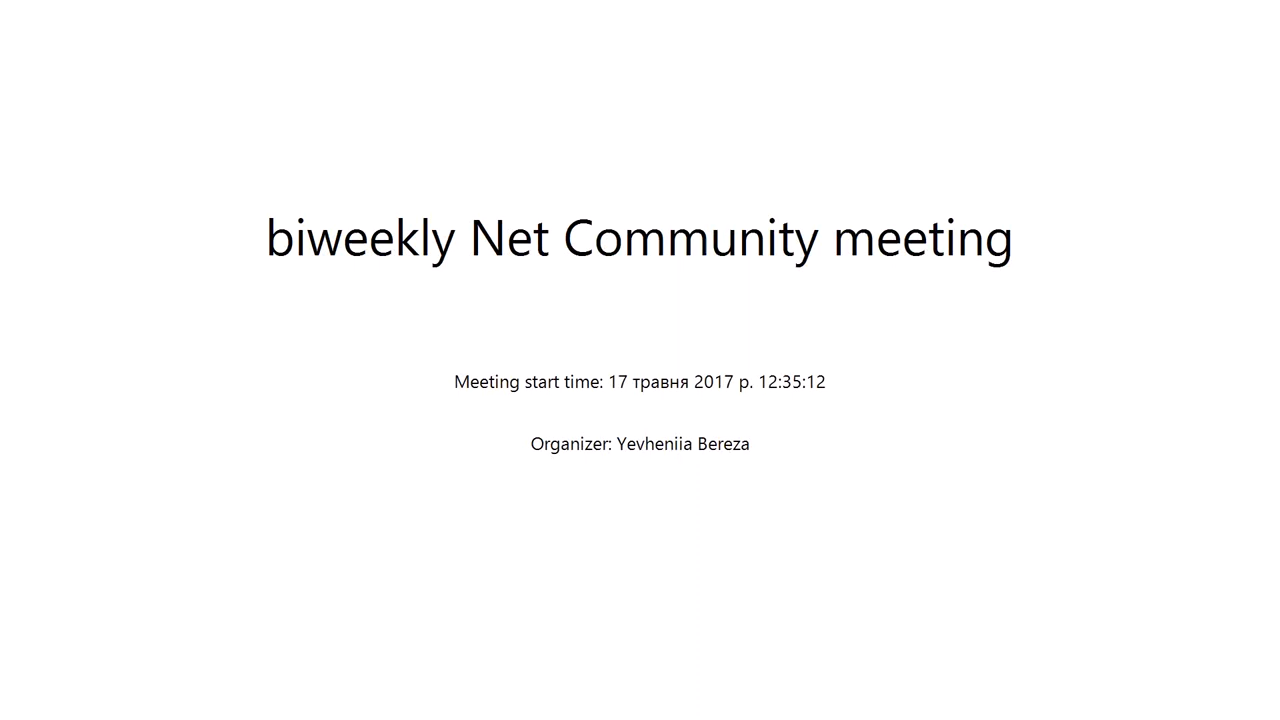 biweekly Net Community meeting
Meeting start time: 17 травня 2017 р. 12:35:12
Organizer: Yevheniia Bereza